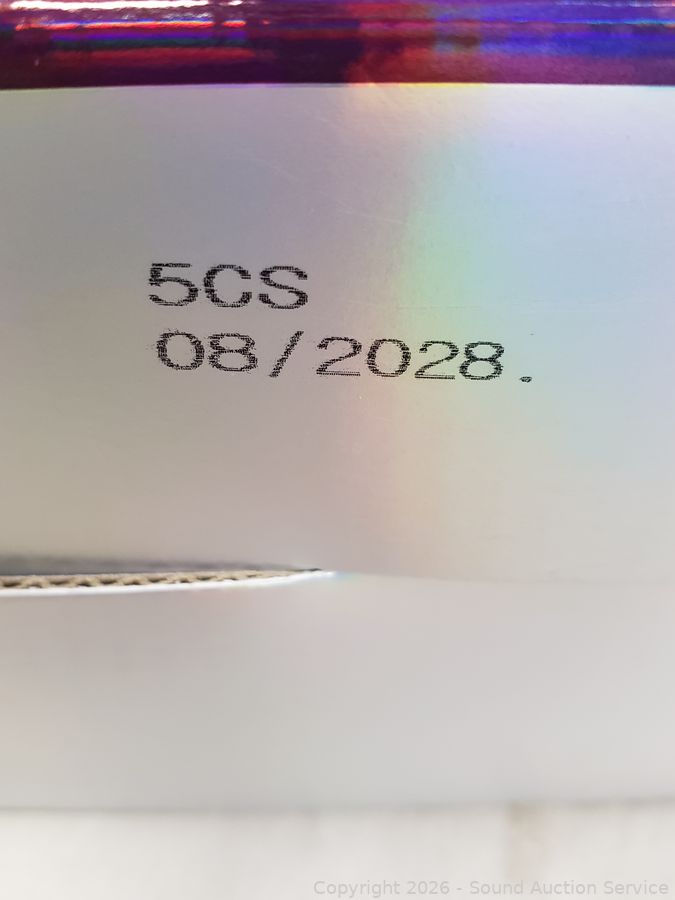 5CS
08/2028.
Copyright 2026 - Sound Auction Service